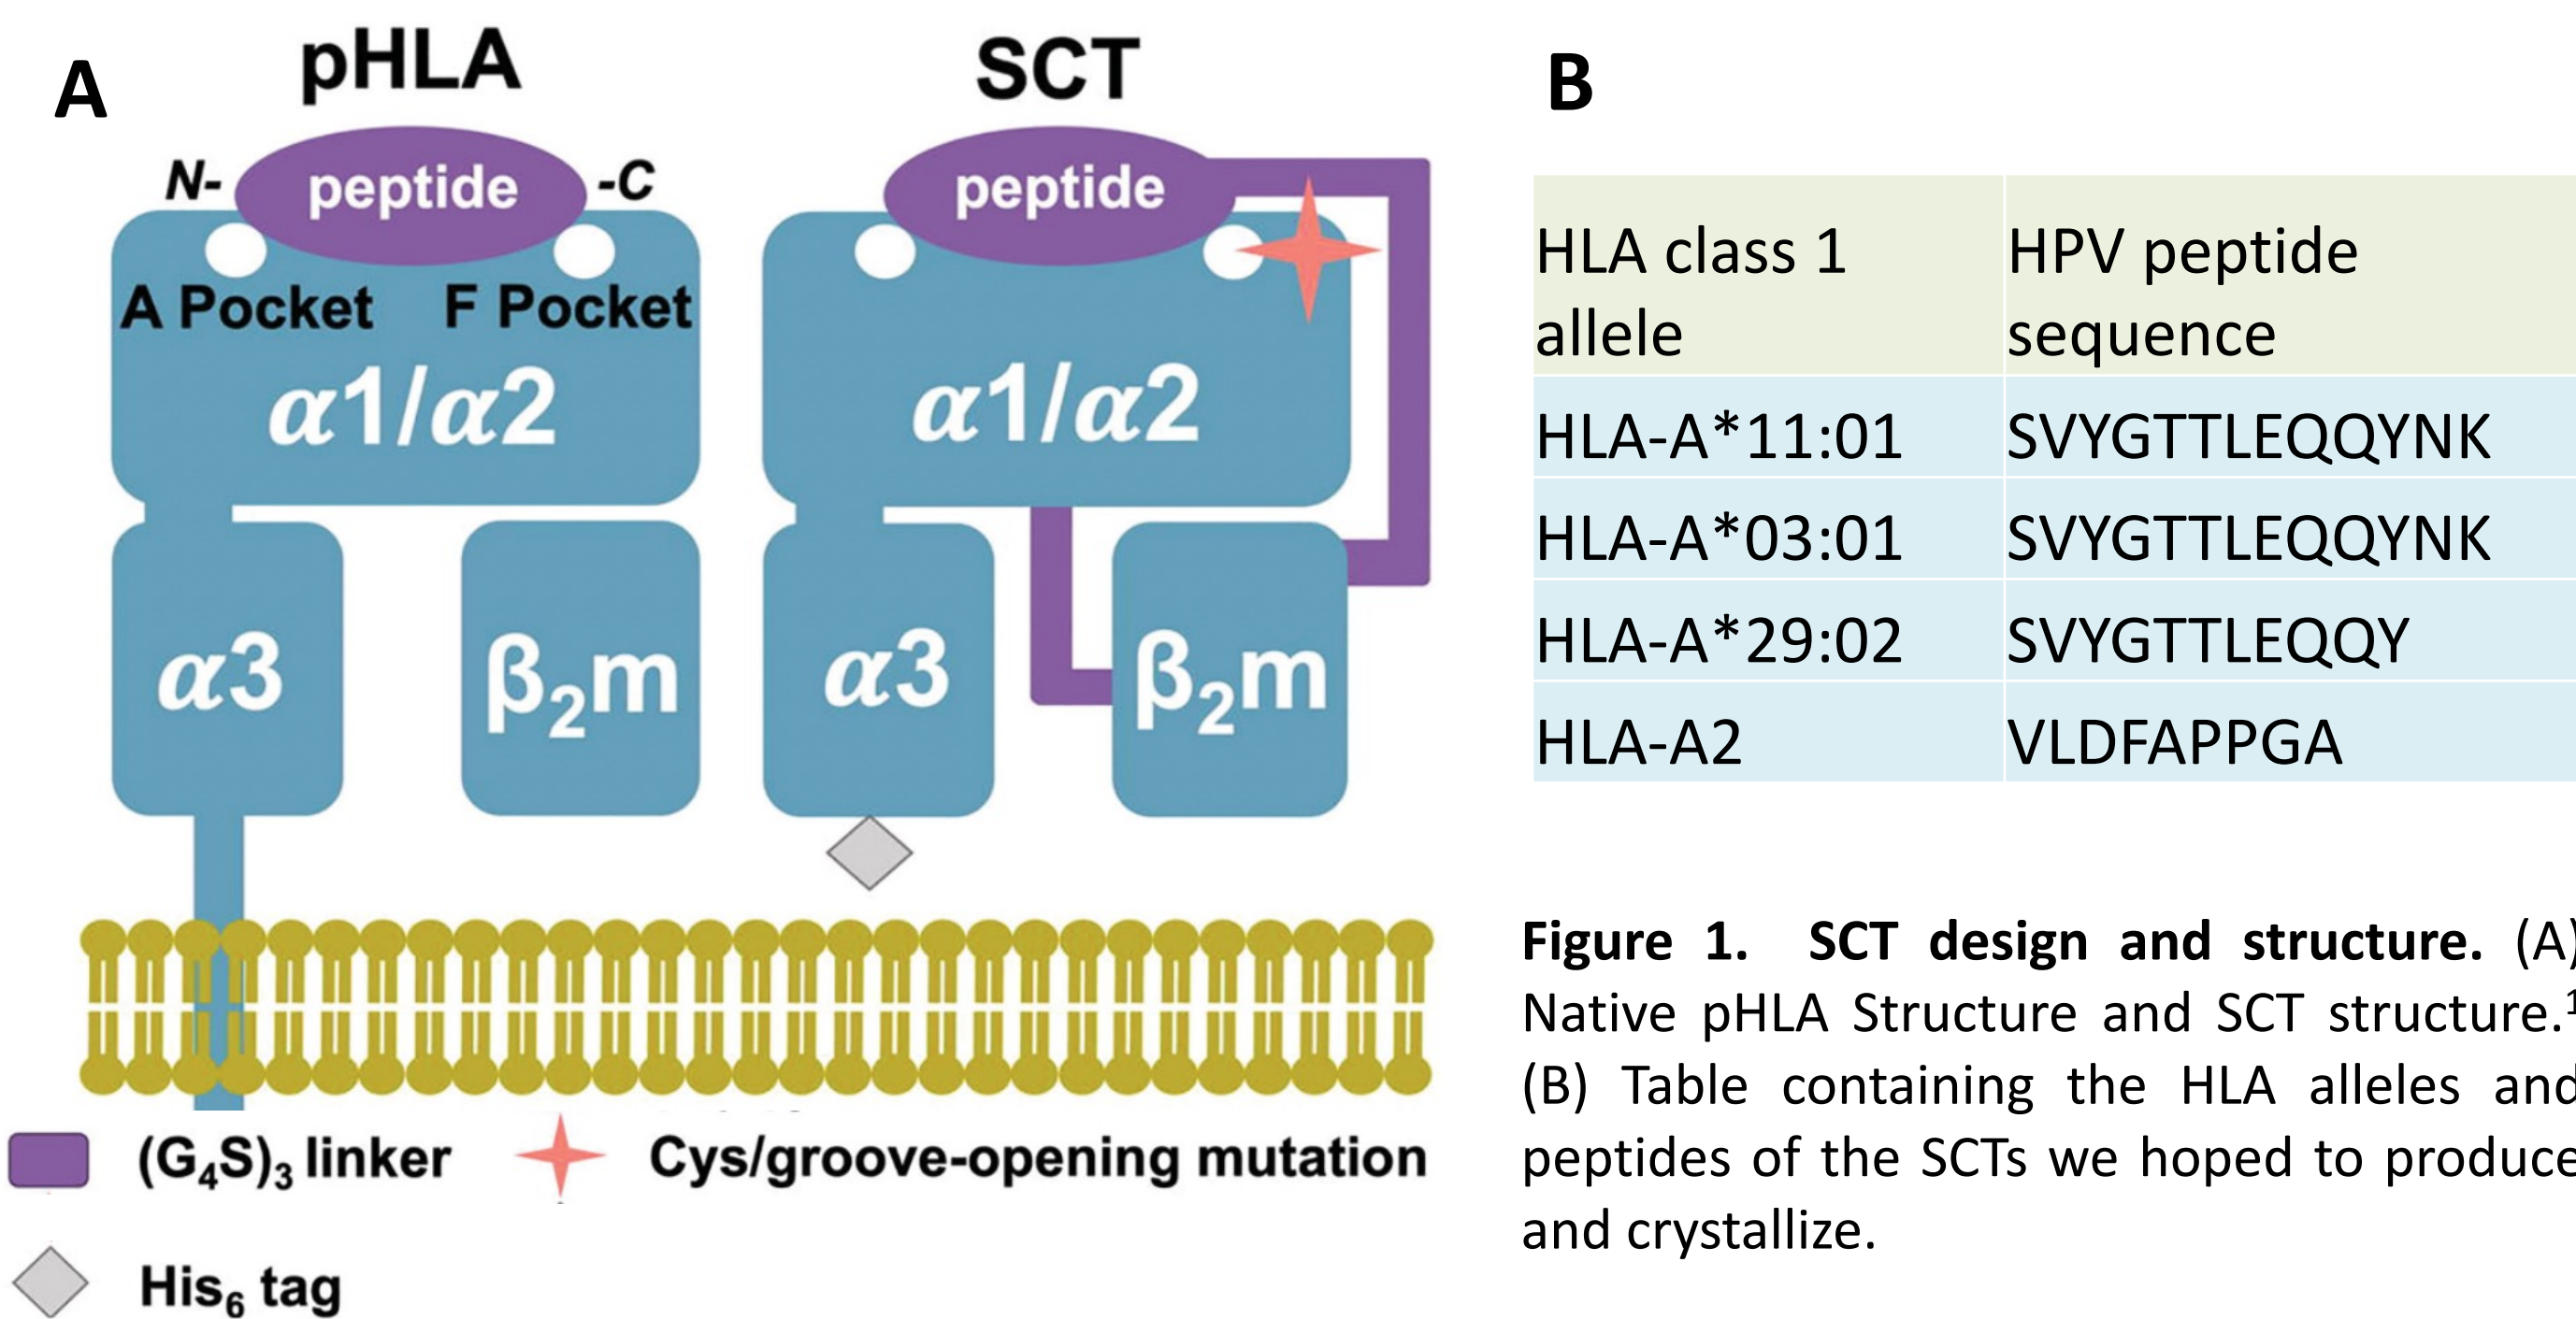 A
pHLA
SCT
N-
peptide
-C
peptide
A Pocket
F Pocket
α1/α2
α1/α2
α3
β₂m
α3
β₂m
(G₄S)₃ linker
Cys/groove-opening mutation
His₆ tag
B
HLA class 1 allele
HPV peptide sequence
HLA-A*11:01 SVYGTTLEQQYNK
HLA-A*03:01 SVYGTTLEQQYNK
HLA-A*29:02 SVYGTTLEQQY
HLA-A2 VLDFAPPGA
Figure 1. SCT design and structure. (A)
Native pHLA Structure and SCT structure.¹
(B) Table containing the HLA alleles and
peptides of the SCTs we hoped to produce
and crystallize.